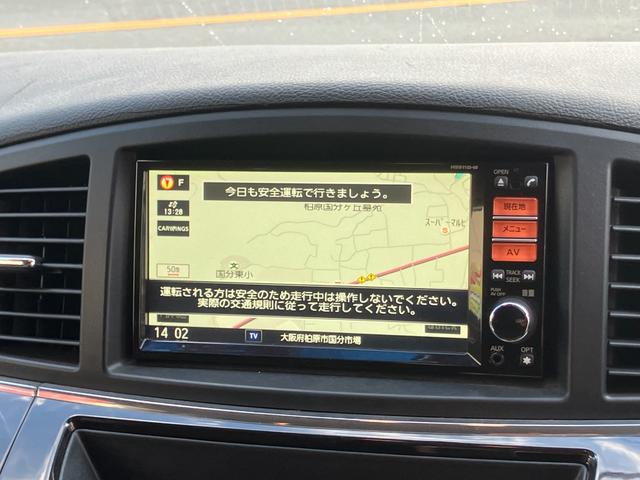 F
今日も安全運転で行きましょう。
柏原国分ヶ丘墓苑
13:28
スーパーマルヒ
S
CARWINGS
50m
国分東小
運転される方は安全のため走行中は操作しないでください。
実際の交通規則に従って走行してください。
14 02
TV
大阪府柏原市国分市場
OPEN
現在地
メニュー
AV
TRACK
SEEK
PUSH
AV OFF
AUX
OPT